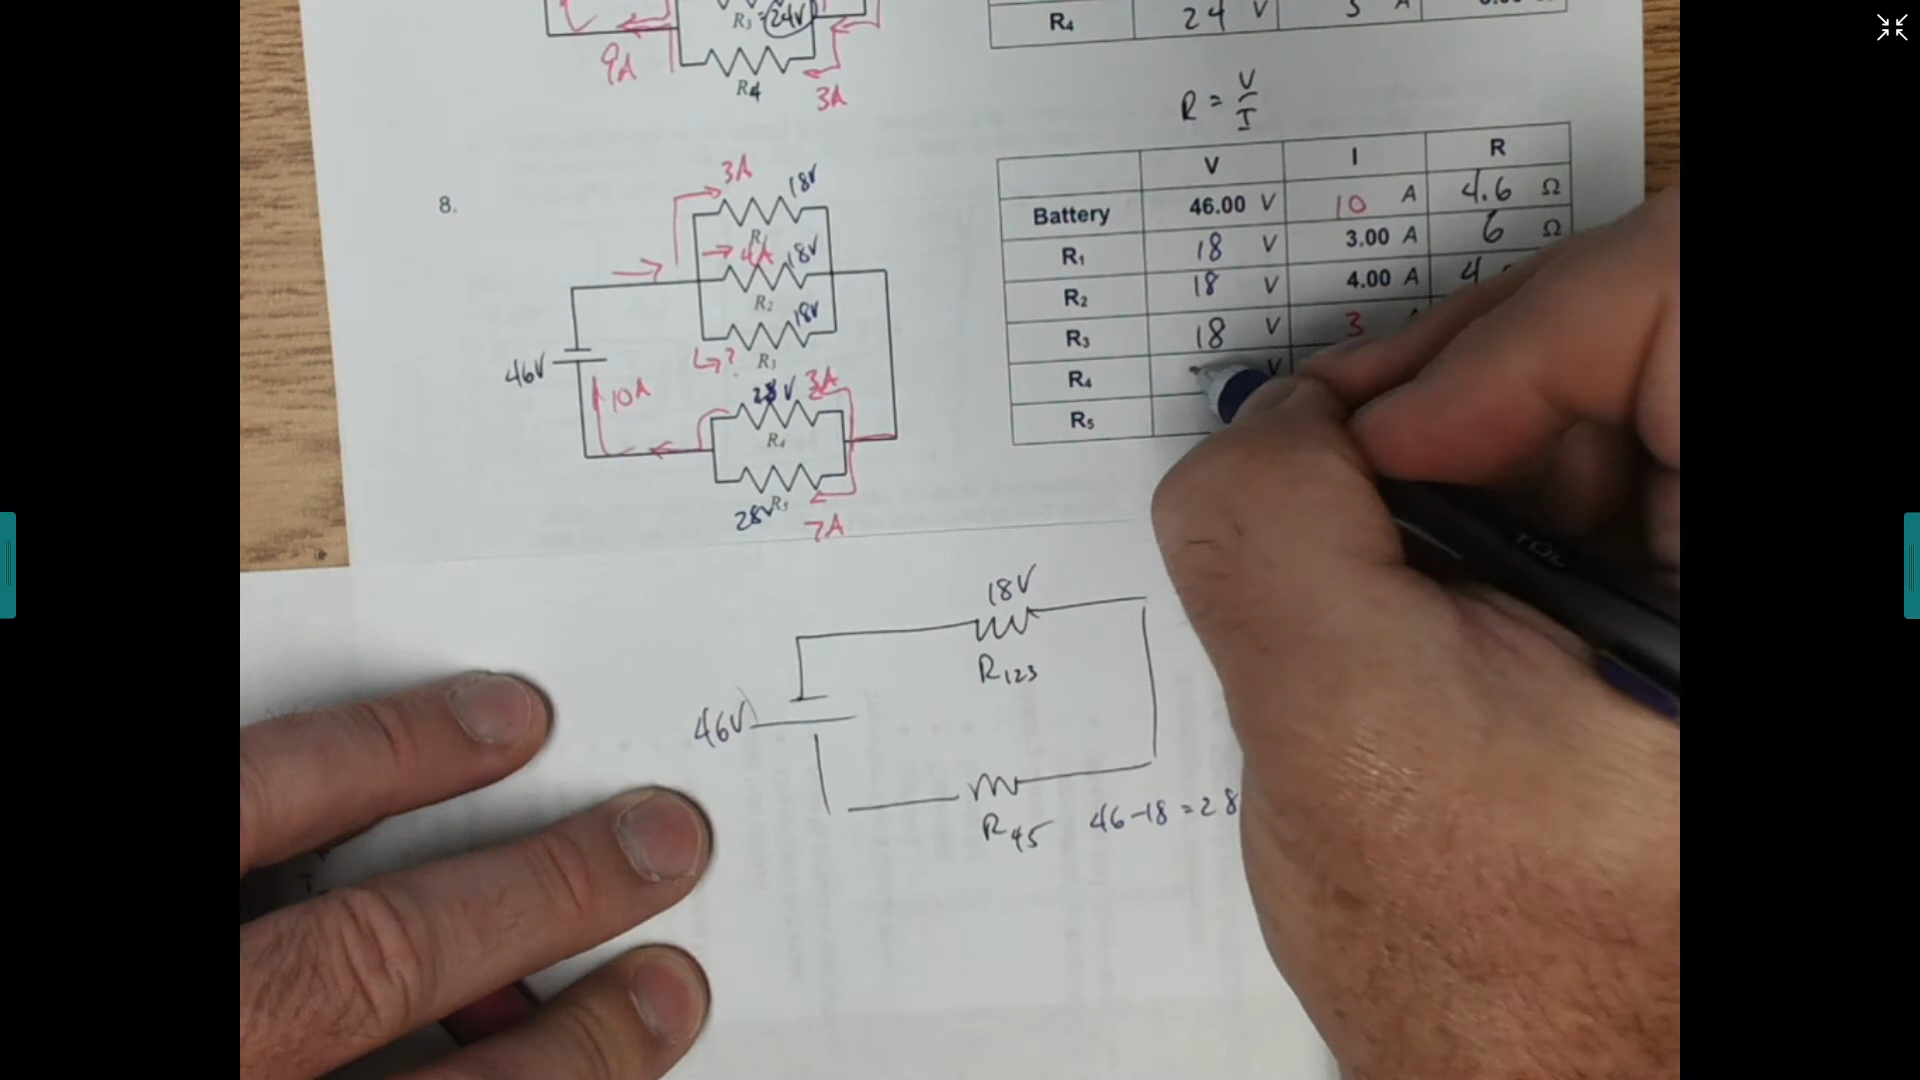 R₃ = 24V
9A
R4
3A
R₄ 24 V 3 A
R = V/I
8.
3A
18V
R₁
4A
18V
R₂
18V
46V
?
R₃
10A
28V
3A
R₄
28V
R₅
7A
V I R
Battery 46.00 V 10 A 4.6 Ω
R₁ 18 V 3.00 A 6 Ω
R₂ 18 V 4.00 A 4
R₃ 18 V 3
R₄ V
R₅
18V
R₁₂₃
46V
R₄₅
46-18=28